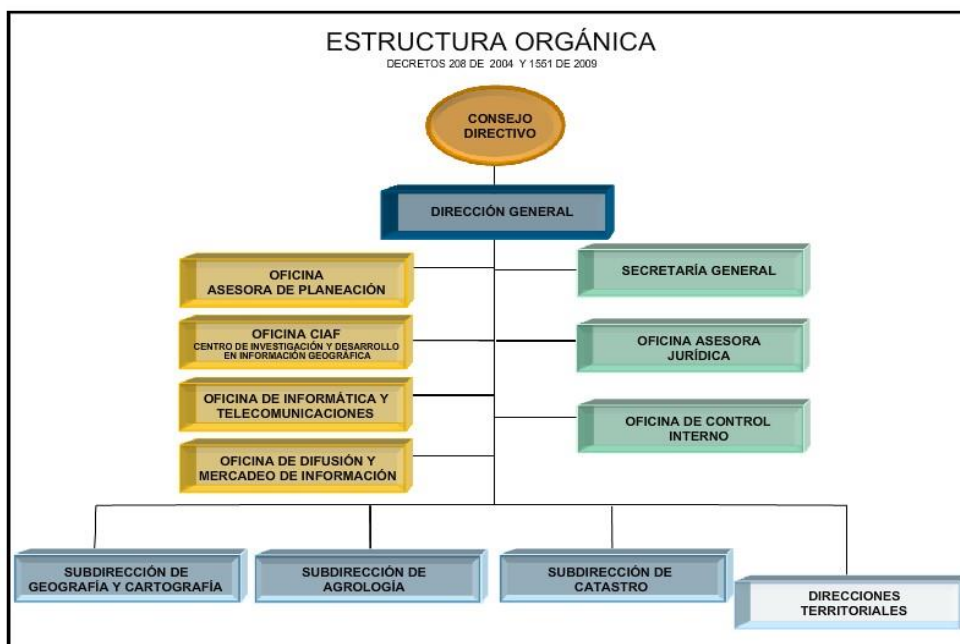 ESTRUCTURA ORGÁNICA
DECRETOS 208 DE 2004 Y 1551 DE 2009
CONSEJO
DIRECTIVO
DIRECCIÓN GENERAL
OFICINA
ASESORA DE PLANEACIÓN
SECRETARÍA GENERAL
OFICINA CIAF
CENTRO DE INVESTIGACIÓN Y DESARROLLO
EN INFORMACIÓN GEOGRÁFICA
OFICINA ASESORA
JURÍDICA
OFICINA DE INFORMÁTICA Y
TELECOMUNICACIONES
OFICINA DE CONTROL
INTERNO
OFICINA DE DIFUSIÓN Y
MERCADEO DE INFORMACIÓN
SUBDIRECCIÓN DE
GEOGRAFÍA Y CARTOGRAFÍA
SUBDIRECCIÓN DE
AGROLOGÍA
SUBDIRECCIÓN DE
CATASTRO
DIRECCIONES
TERRITORIALES